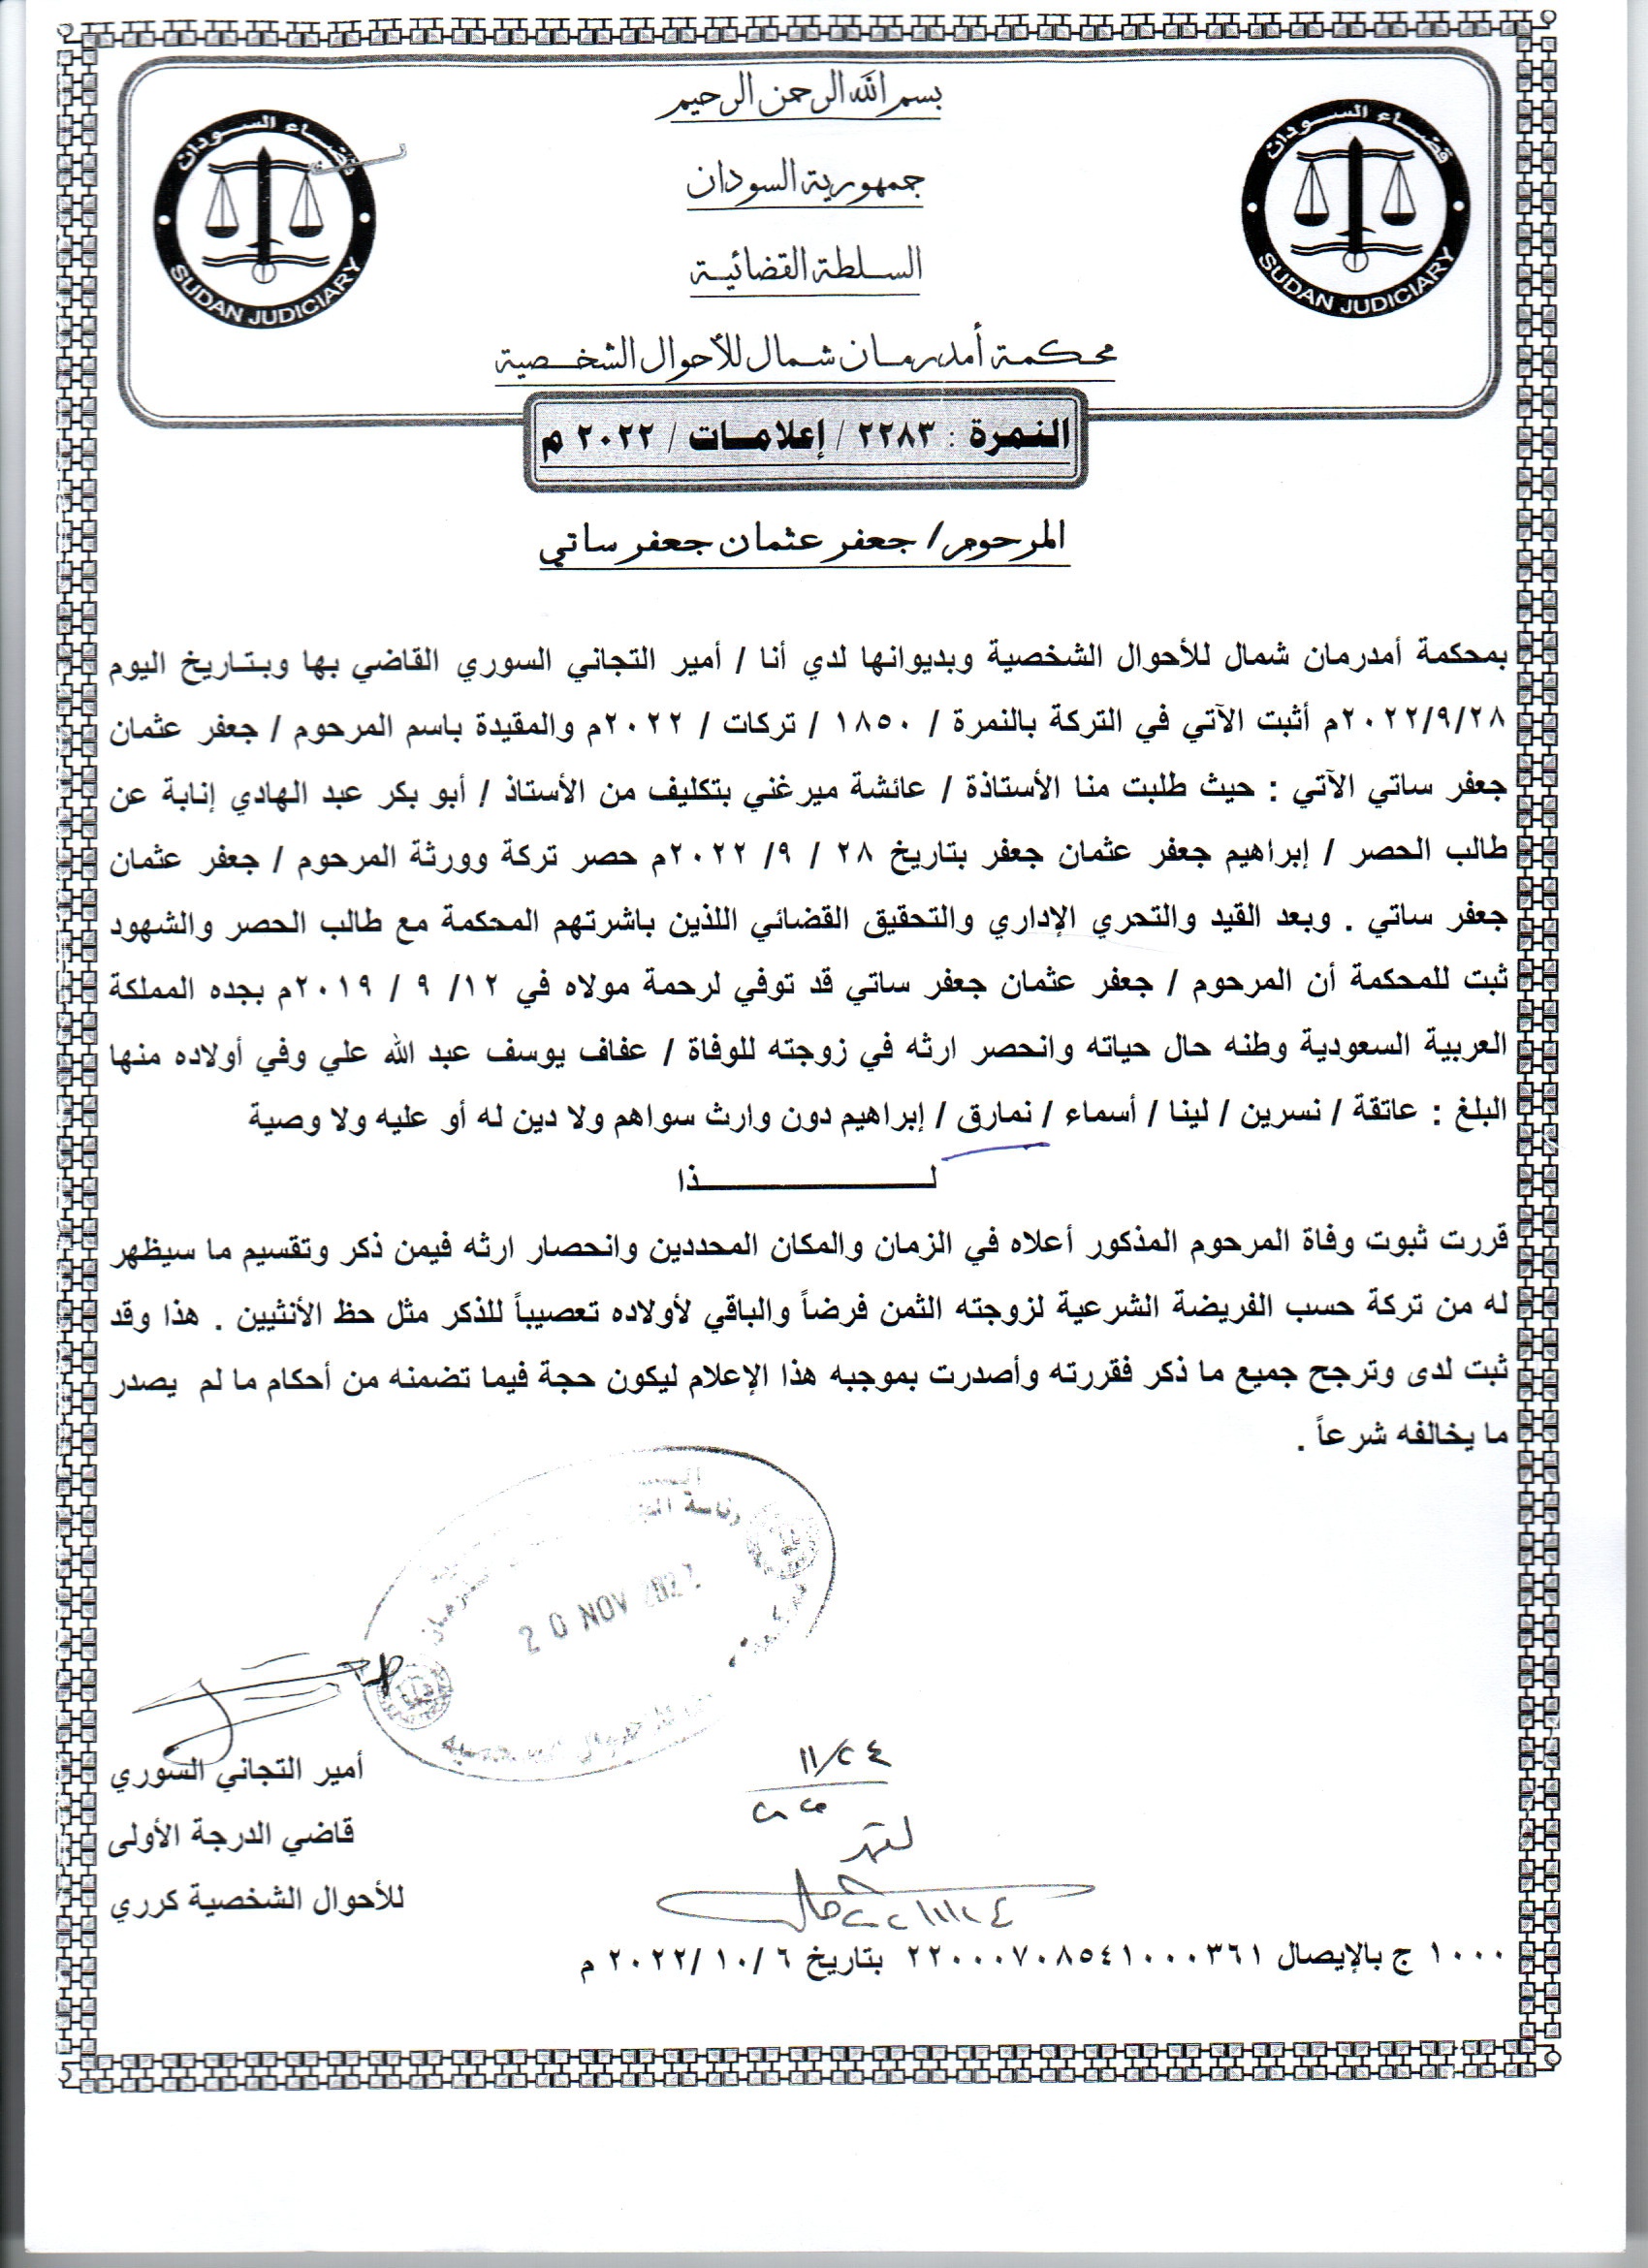 بسم الله الرحمن الرحيم
جمهورية السودان
السلطة القضائية
محكمة أمدرمان شمال للأحوال الشخصية
قضاء السودان
SUDAN JUDICIARY
قضاء السودان
SUDAN JUDICIARY
النمرة : ٢٢٨٣ / إعلامات / ٢٠٢٢ م
المرحوم/ جعفر عثمان جعفر ساتي
بمحكمة أمدرمان شمال للأحوال الشخصية وبديوانها لدي أنا / أمير التجاني السوري القاضي بها وبتاريخ اليوم
٢٠٢٢/٩/٢٨م أثبت الآتي في التركة بالنمرة / ١٨٥٠ / تركات / ٢٠٢٢م والمقيدة باسم المرحوم / جعفر عثمان
جعفر ساتي الآتي : حيث طلبت منا الأستاذة / عائشة ميرغني بتكليف من الأستاذ / أبو بكر عبد الهادي إنابة عن
طالب الحصر / إبراهيم جعفر عثمان جعفر بتاريخ ٢٨ / ٩/ ٢٠٢٢م حصر تركة وورثة المرحوم / جعفر عثمان
جعفر ساتي . وبعد القيد والتحري الإداري والتحقيق القضائي اللذين باشرتهم المحكمة مع طالب الحصر والشهود
ثبت للمحكمة أن المرحوم / جعفر عثمان جعفر ساتي قد توفي لرحمة مولاه في ١٢/ ٩ / ٢٠١٩م بجده المملكة
العربية السعودية وطنه حال حياته وانحصر ارثه في زوجته للوفاة / عفاف يوسف عبد الله علي وفي أولاده منها
البلغ : عاتقة / نسرين / لينا / أسماء / نمارق / إبراهيم دون وارث سواهم ولا دين له أو عليه ولا وصية
لــــــــــــــــذا
قررت ثبوت وفاة المرحوم المذكور أعلاه في الزمان والمكان المحددين وانحصار ارثه فيمن ذكر وتقسيم ما سيظهر
له من تركة حسب الفريضة الشرعية لزوجته الثمن فرضاً والباقي لأولاده تعصيباً للذكر مثل حظ الأنثيين . هذا وقد
ثبت لدى وترجح جميع ما ذكر فقررته وأصدرت بموجبه هذا الإعلام ليكون حجة فيما تضمنه من أحكام ما لم يصدر
ما يخالفه شرعاً .
20 NOV 2022
أمير التجاني السوري
قاضي الدرجة الأولى
للأحوال الشخصية كرري
١١/٢٤
١٠٠٠ ج بالإيصال ٢٢٠٠٠٧٠٨٥٤١٠٠٠٣٦١ بتاريخ ٦ /١٠ /٢٠٢٢ م